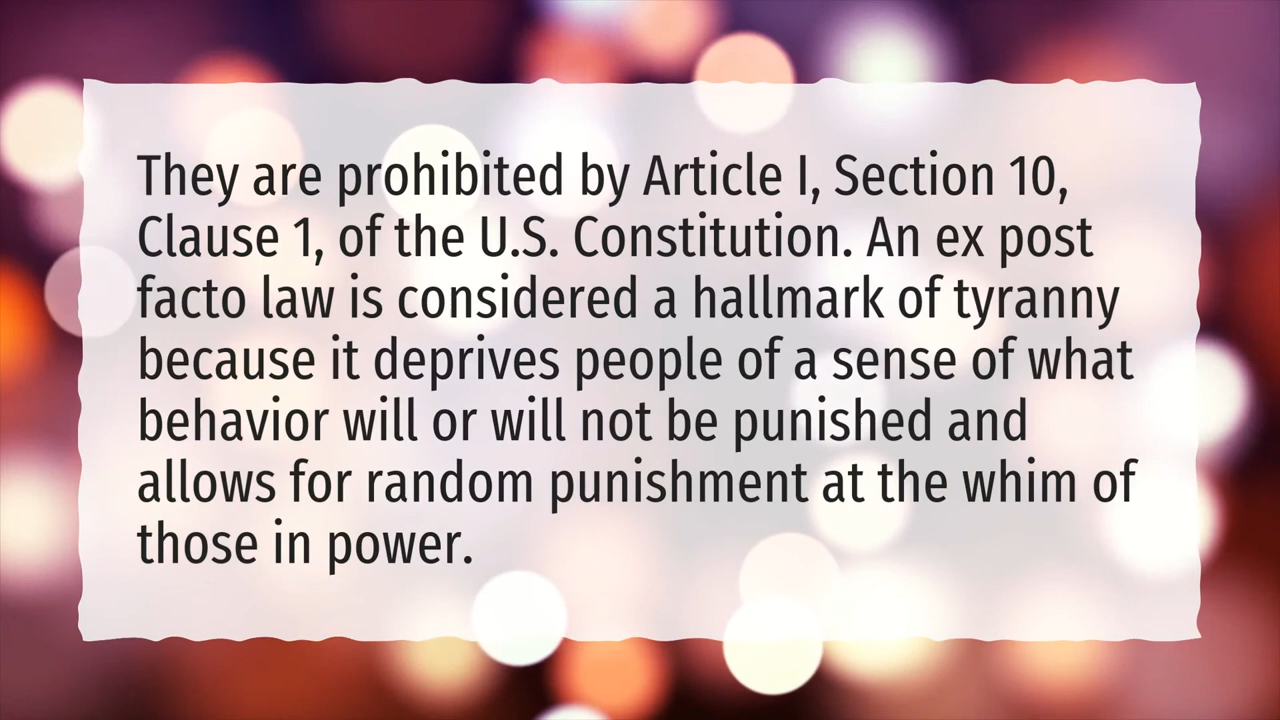 They are prohibited by Article I, Section 10,
Clause 1, of the U.S. Constitution. An ex post
facto law is considered a hallmark of tyranny
because it deprives people of a sense of what
behavior will or will not be punished and
allows for random punishment at the whim of
those in power.